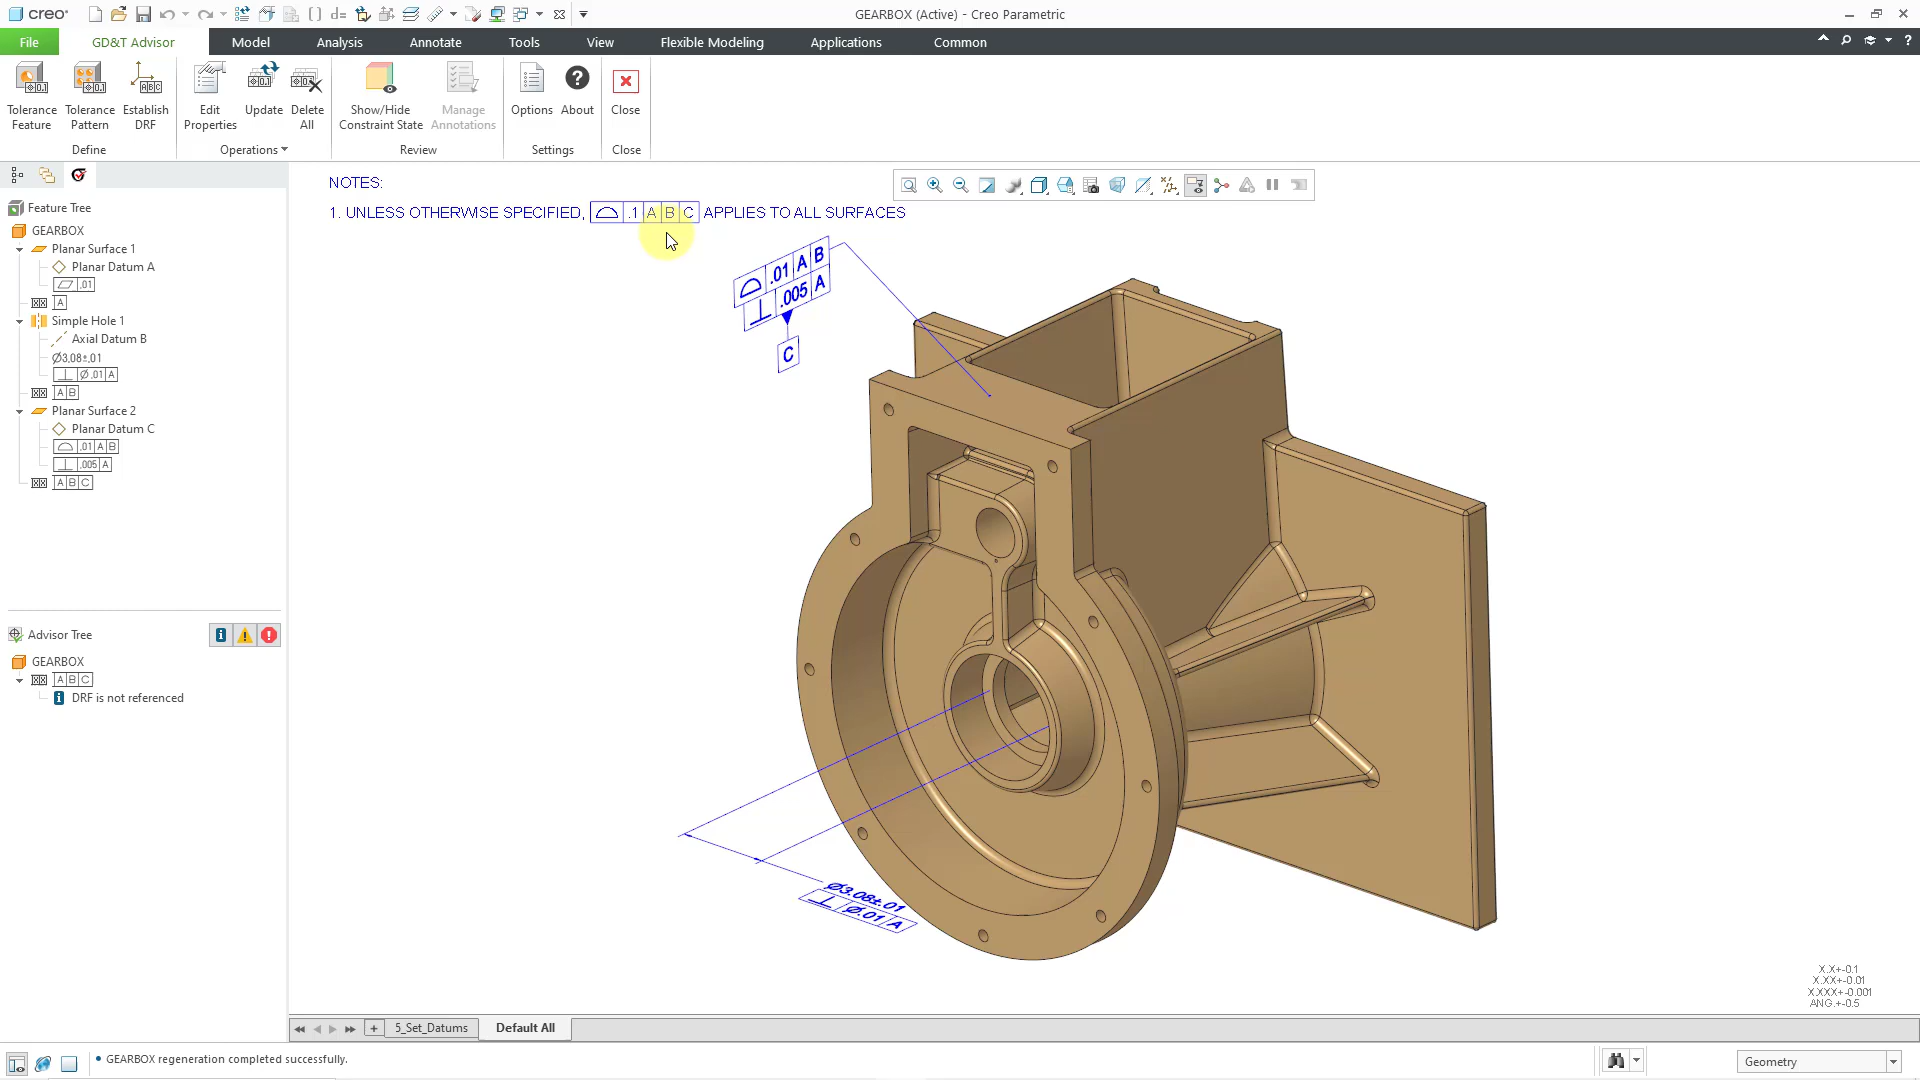 creo
GEARBOX (Active) - Creo Parametric
File GD&T Advisor Model Analysis Annotate Tools View Flexible Modeling Applications Common
Tolerance Feature
Tolerance Pattern
Establish DRF
Define
Edit Properties
Update
Delete All
Operations
Show/Hide Constraint State
Manage Annotations
Review
Options
About
Settings
Close
Close
Feature Tree
GEARBOX
Planar Surface 1
Planar Datum A
.01
A
Simple Hole 1
Axial Datum B
Ø3.08±.01
⊥ Ø.01 A
A B
Planar Surface 2
Planar Datum C
⌓ .01 A B
⊥ .005 A
A B C
Advisor Tree
GEARBOX
A B C
DRF is not referenced
NOTES:
1. UNLESS OTHERWISE SPECIFIED, ⌓ .1 A B C APPLIES TO ALL SURFACES
⌓ .01 A B
⊥ .005 A
C
Ø3.08±.01
⊥ Ø.01 A
X.X+-0.1
X.XX+-0.01
X.XXX+-0.001
ANG.+-0.5
5_Set_Datums Default All
• GEARBOX regeneration completed successfully.
Geometry